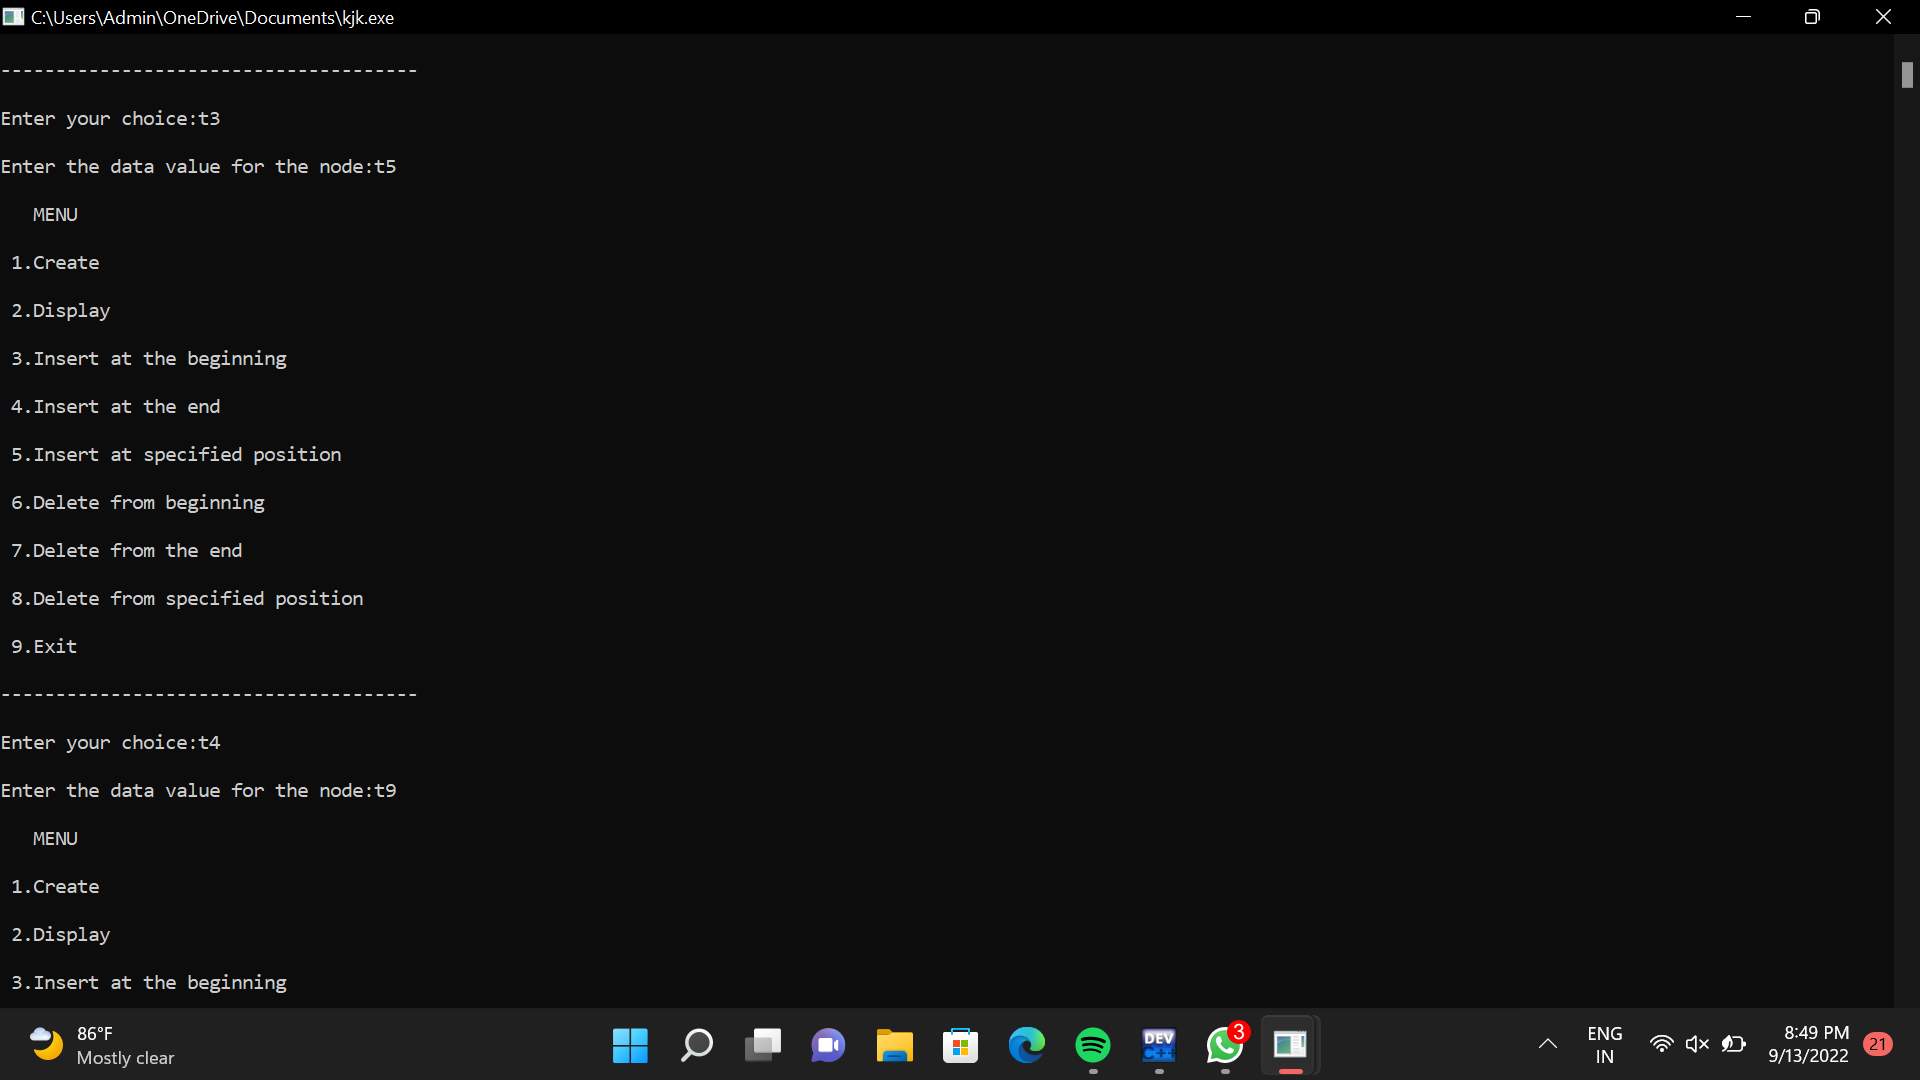 C:\Users\Admin\OneDrive\Documents\kjk.exe
--------------------------------------
Enter your choice:t3
Enter the data value for the node:t5
MENU
1.Create
2.Display
3.Insert at the beginning
4.Insert at the end
5.Insert at specified position
6.Delete from beginning
7.Delete from the end
8.Delete from specified position
9.Exit
--------------------------------------
Enter your choice:t4
Enter the data value for the node:t9
MENU
1.Create
2.Display
3.Insert at the beginning
86°F
Mostly clear
DEV
C++
3
ENG
IN
8:49 PM
9/13/2022
21